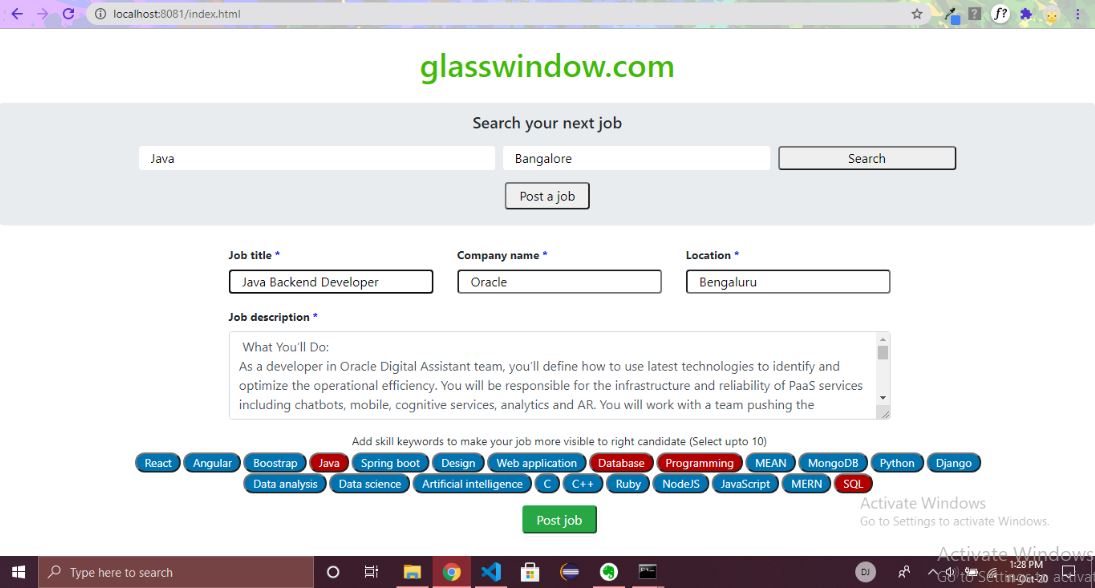 localhost:8081/index.html
f?
glasswindow.com
Search your next job
Java Bangalore Search
Post a job
Job title * Company name * Location *
Java Backend Developer Oracle Bengaluru
Job description *
What You'll Do:
As a developer in Oracle Digital Assistant team, you'll define how to use latest technologies to identify and
optimize the operational efficiency. You will be responsible for the infrastructure and reliability of PaaS services
including chatbots, mobile, cognitive services, analytics and AR. You will work with a team pushing the
Add skill keywords to make your job more visible to right candidate (Select upto 10)
React Angular Boostrap Java Spring boot Design Web application Database Programming MEAN MongoDB Python Django
Data analysis Data science Artificial intelligence C C++ Ruby NodeJS JavaScript MERN SQL
Post job
Activate Windows
Go to Settings to activate Windows.
Activate Windows
Go to Settings to activat
Type here to search
DJ
1:28 PM
11-Oct-20